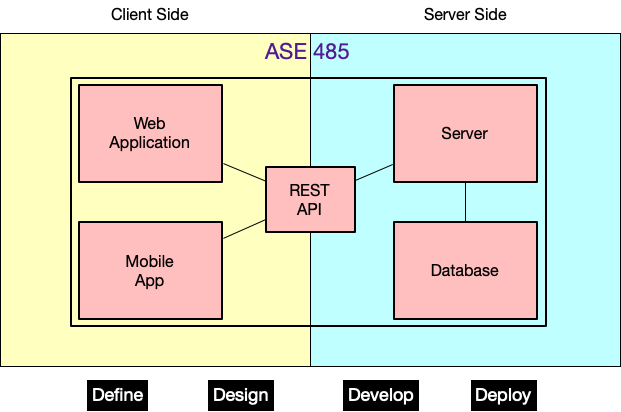 Client Side
Server Side
ASE 485
Web
Application
Server
REST
API
Mobile
App
Database
Define
Design
Develop
Deploy